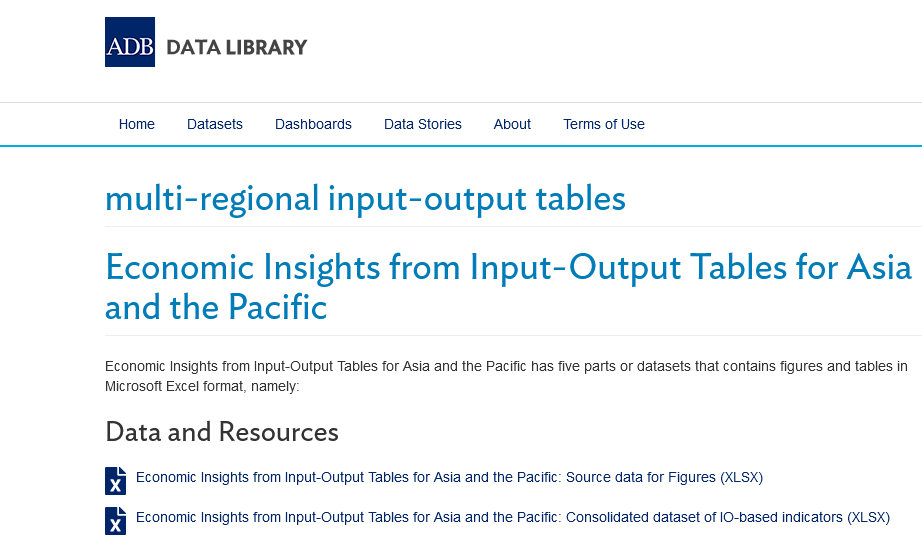 ADB DATA LIBRARY
Home Datasets Dashboards Data Stories About Terms of Use
multi-regional input-output tables
Economic Insights from Input-Output Tables for Asia
and the Pacific
Economic Insights from Input-Output Tables for Asia and the Pacific has five parts or datasets that contains figures and tables in
Microsoft Excel format, namely:
Data and Resources
X Economic Insights from Input-Output Tables for Asia and the Pacific: Source data for Figures (XLSX)
X Economic Insights from Input-Output Tables for Asia and the Pacific: Consolidated dataset of IO-based indicators (XLSX)